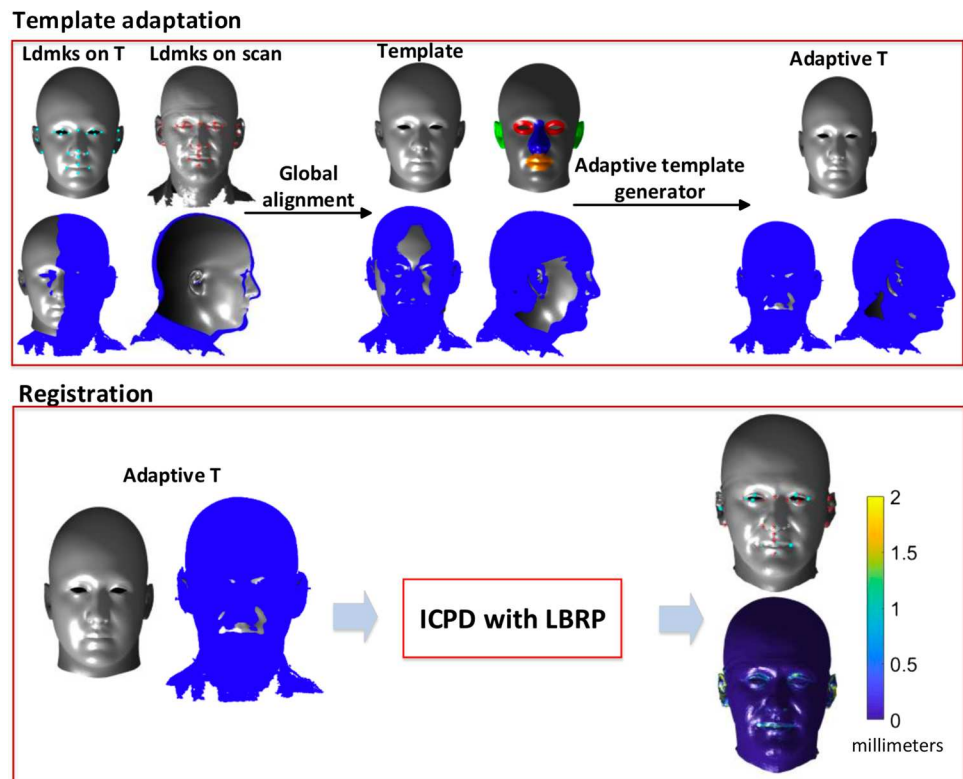 Template adaptation
Ldmks on T
Ldmks on scan
Template
Adaptive T
Global
alignment
Adaptive template
generator
Registration
Adaptive T
ICPD with LBRP
2
1.5
1
0.5
0
millimeters